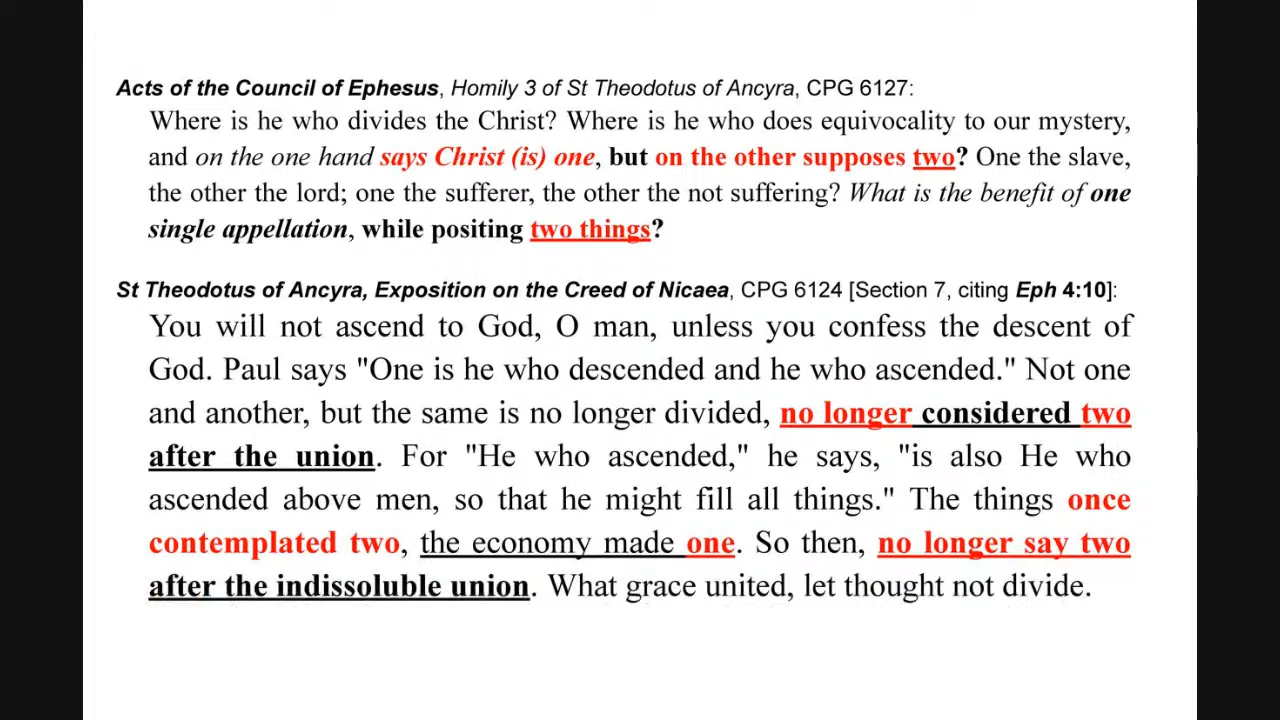 Acts of the Council of Ephesus, Homily 3 of St Theodotus of Ancyra, CPG 6127:
Where is he who divides the Christ? Where is he who does equivocality to our mystery,
and on the one hand says Christ (is) one, but on the other supposes two? One the slave,
the other the lord; one the sufferer, the other the not suffering? What is the benefit of one
single appellation, while positing two things?
St Theodotus of Ancyra, Exposition on the Creed of Nicaea, CPG 6124 [Section 7, citing Eph 4:10]:
You will not ascend to God, O man, unless you confess the descent of
God. Paul says "One is he who descended and he who ascended." Not one
and another, but the same is no longer divided, no longer considered two
after the union. For "He who ascended," he says, "is also He who
ascended above men, so that he might fill all things." The things once
contemplated two, the economy made one. So then, no longer say two
after the indissoluble union. What grace united, let thought not divide.